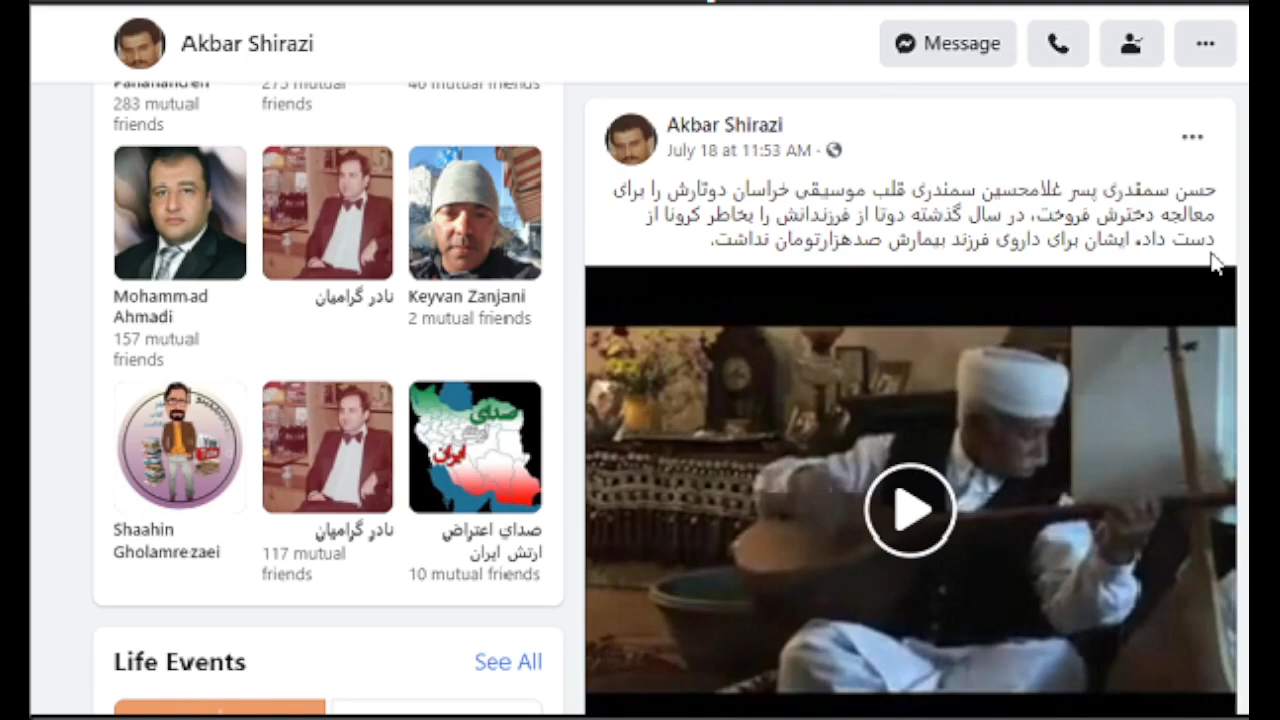 Akbar Shirazi
Message
283 mutual
friends
friends
Mohammad
Ahmadi
157 mutual
friends
نادر گرامیان
Keyvan Zanjani
2 mutual friends
Shaahin
Gholamrezaei
نادر گرامیان
117 mutual
friends
صدای
ایران
صدای اعتراض
ارتش ایران
10 mutual friends
Life Events
See All
Akbar Shirazi
July 18 at 11:53 AM ·
حسن سمندری پسر غلامحسین سمندری قلب موسیقی خراسان دوتارش را برای
معالجه دخترش فروخت، در سال گذشته دوتا از فرزندانش را بخاطر کرونا از
دست داد. ایشان برای داروی فرزند بیمارش صدهزارتومان نداشت.